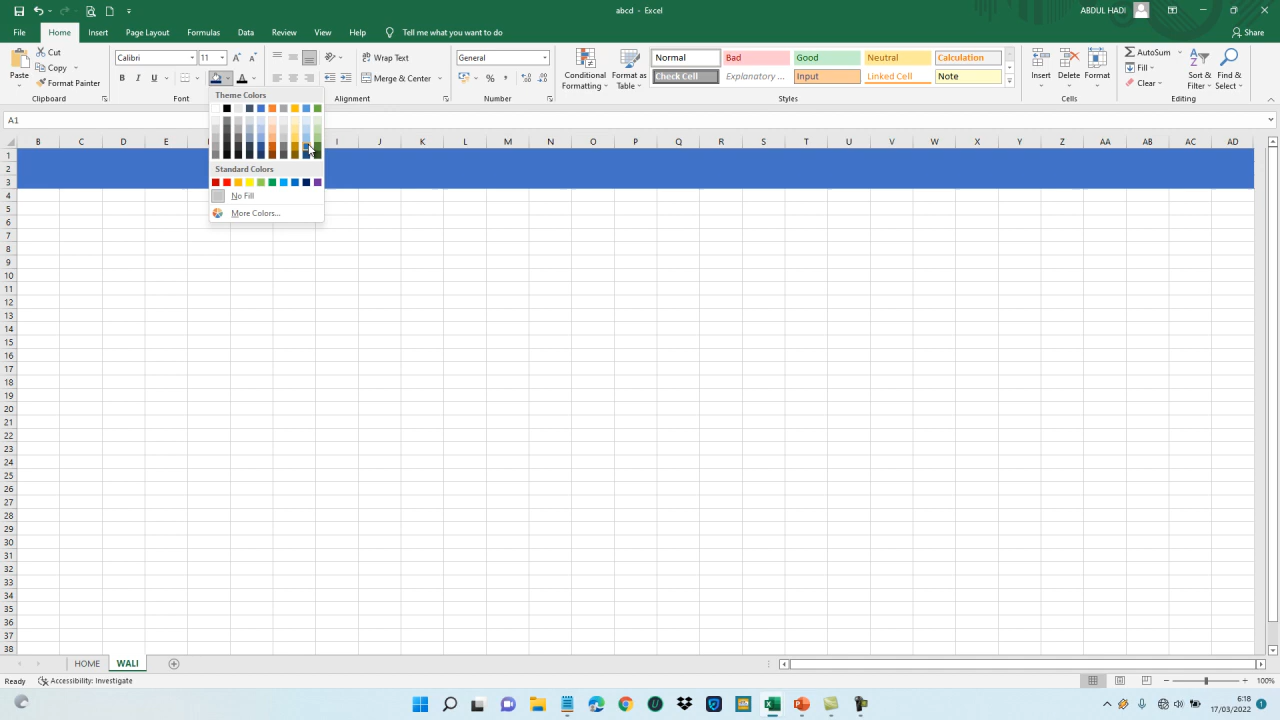 abcd - Excel
ABDUL HADI
File Home Insert Page Layout Formulas Data Review View Help Tell me what you want to do Share
Paste
Cut
Copy
Format Painter
Clipboard
Calibri 11
B I U
Font
Wrap Text
Merge & Center
Alignment
General
Number
Conditional Formatting
Format as Table
Normal Bad Good Neutral Calculation
Check Cell Explanatory ... Input Linked Cell Note
Styles
Insert Delete Format
Cells
AutoSum
Fill
Clear
Sort & Filter
Find & Select
Editing
Theme Colors
Standard Colors
No Fill
More Colors...
A1
B C D E I J K L M N O P Q R S T U V W X Y Z AA AB AC AD
1
3
4
5
6
7
8
9
10
11
12
13
14
15
16
17
18
19
20
21
22
23
24
25
26
27
28
29
30
31
32
33
34
35
36
37
38
HOME WALI
Ready Accessibility: Investigate 100%
6:18
17/03/2022